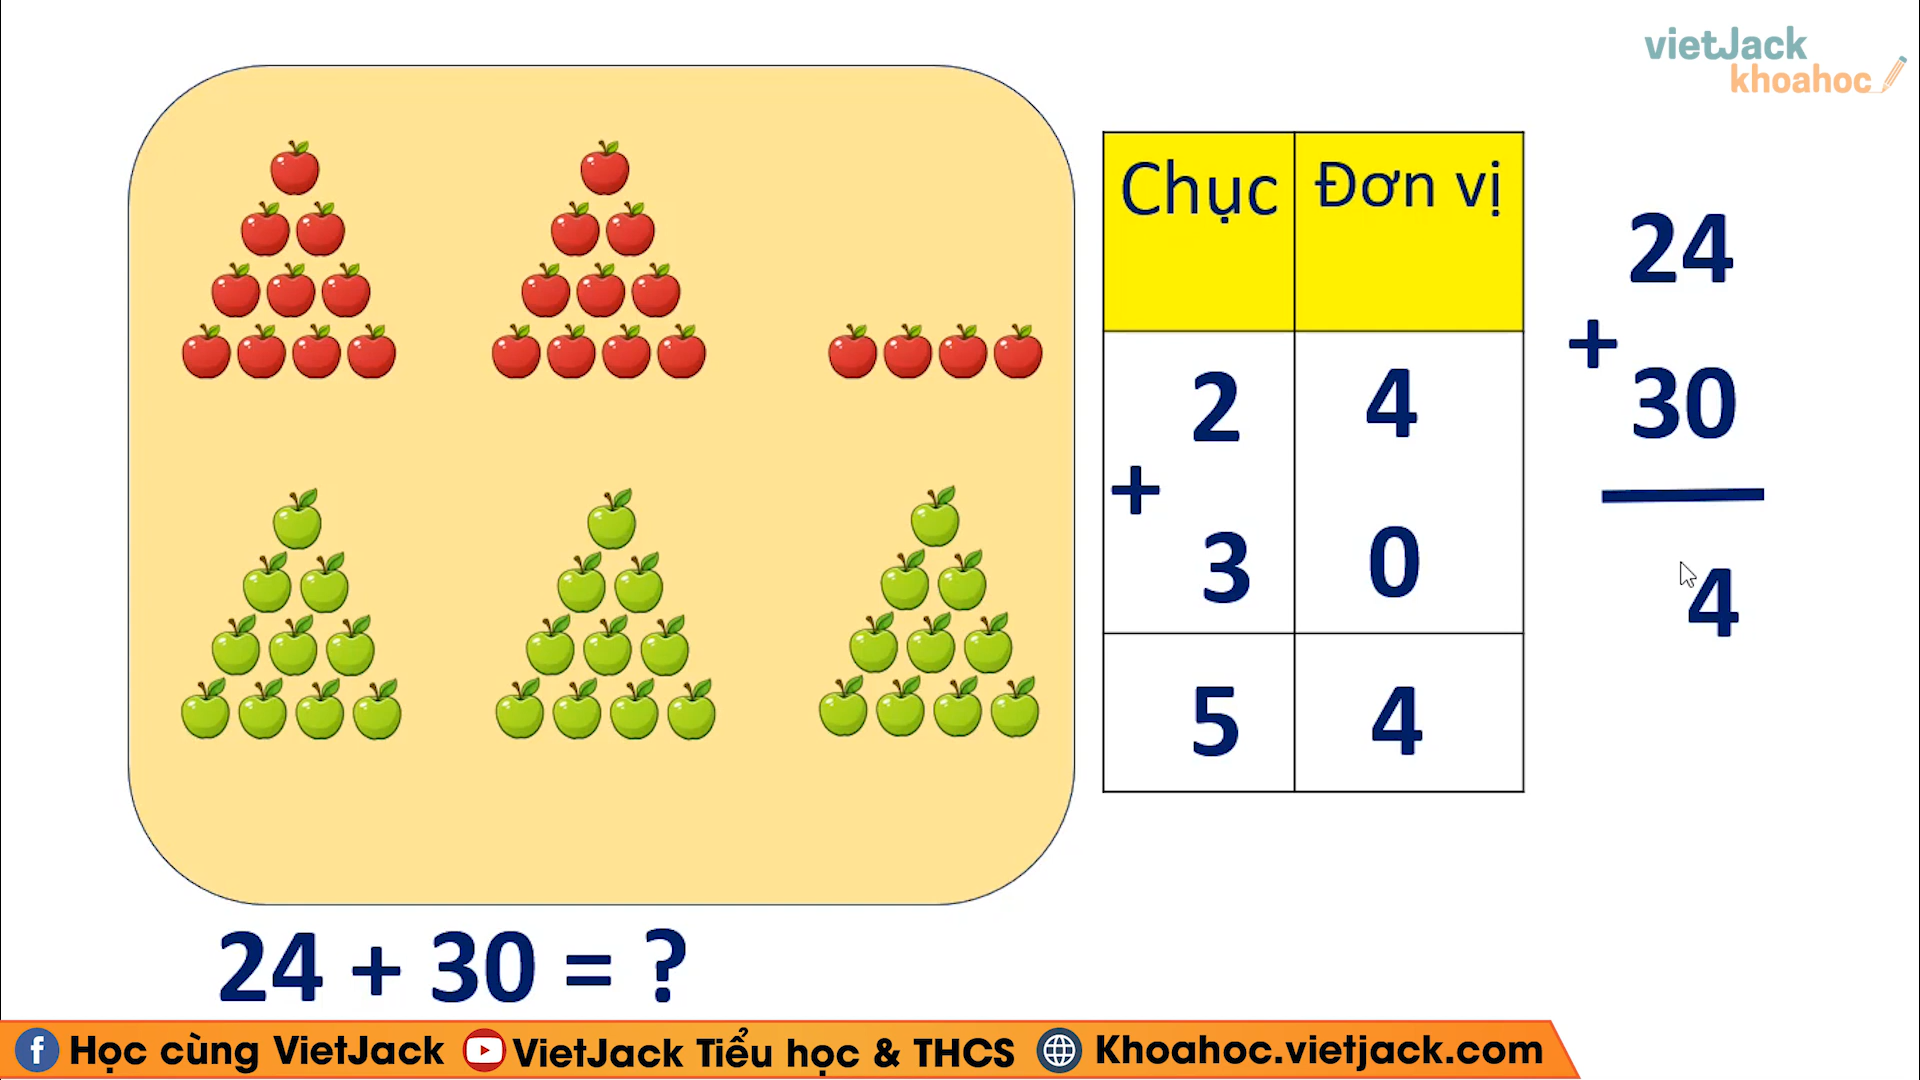 vietJack
khoahoc
Chục Đơn vị
2 4
+
3 0
5 4
24
+
30
4
24 + 30 = ?
Học cùng VietJack VietJack Tiểu học & THCS Khoahoc.vietjack.com